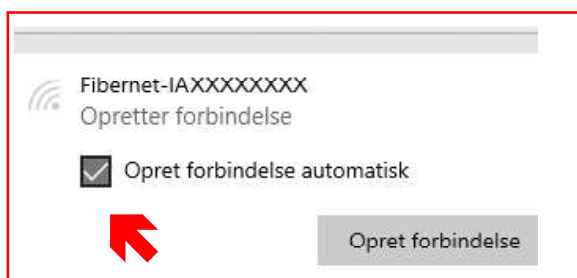 Fibernet-IAXXXXXXXX
Opretter forbindelse
Opret forbindelse automatisk
Opret forbindelse